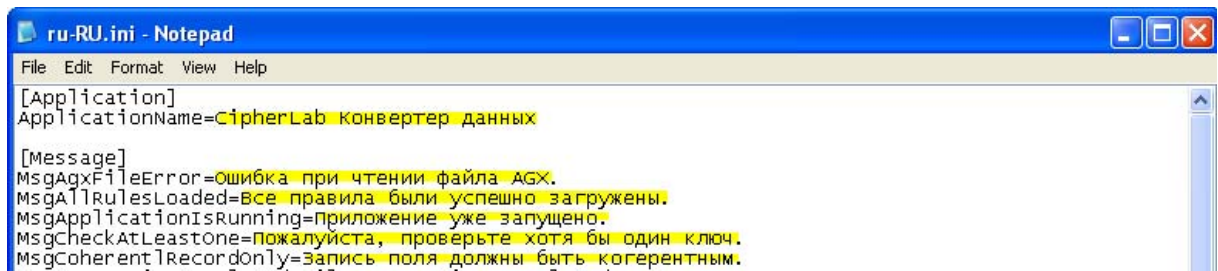 ru-RU.ini - Notepad
File Edit Format View Help
[Application]
ApplicationName=CipherLab Конвертер данных
[Message]
MsgAgxFileError=Ошибка при чтении файла AGX.
MsgAllRulesLoaded=Все правила были успешно загружены.
MsgApplicationIsRunning=Приложение уже запущено.
MsgCheckAtLeastOne=Пожалуйста, проверьте хотя бы один ключ.
MsgCoherentlRecordOnly=Запись поля должны быть когерентным.